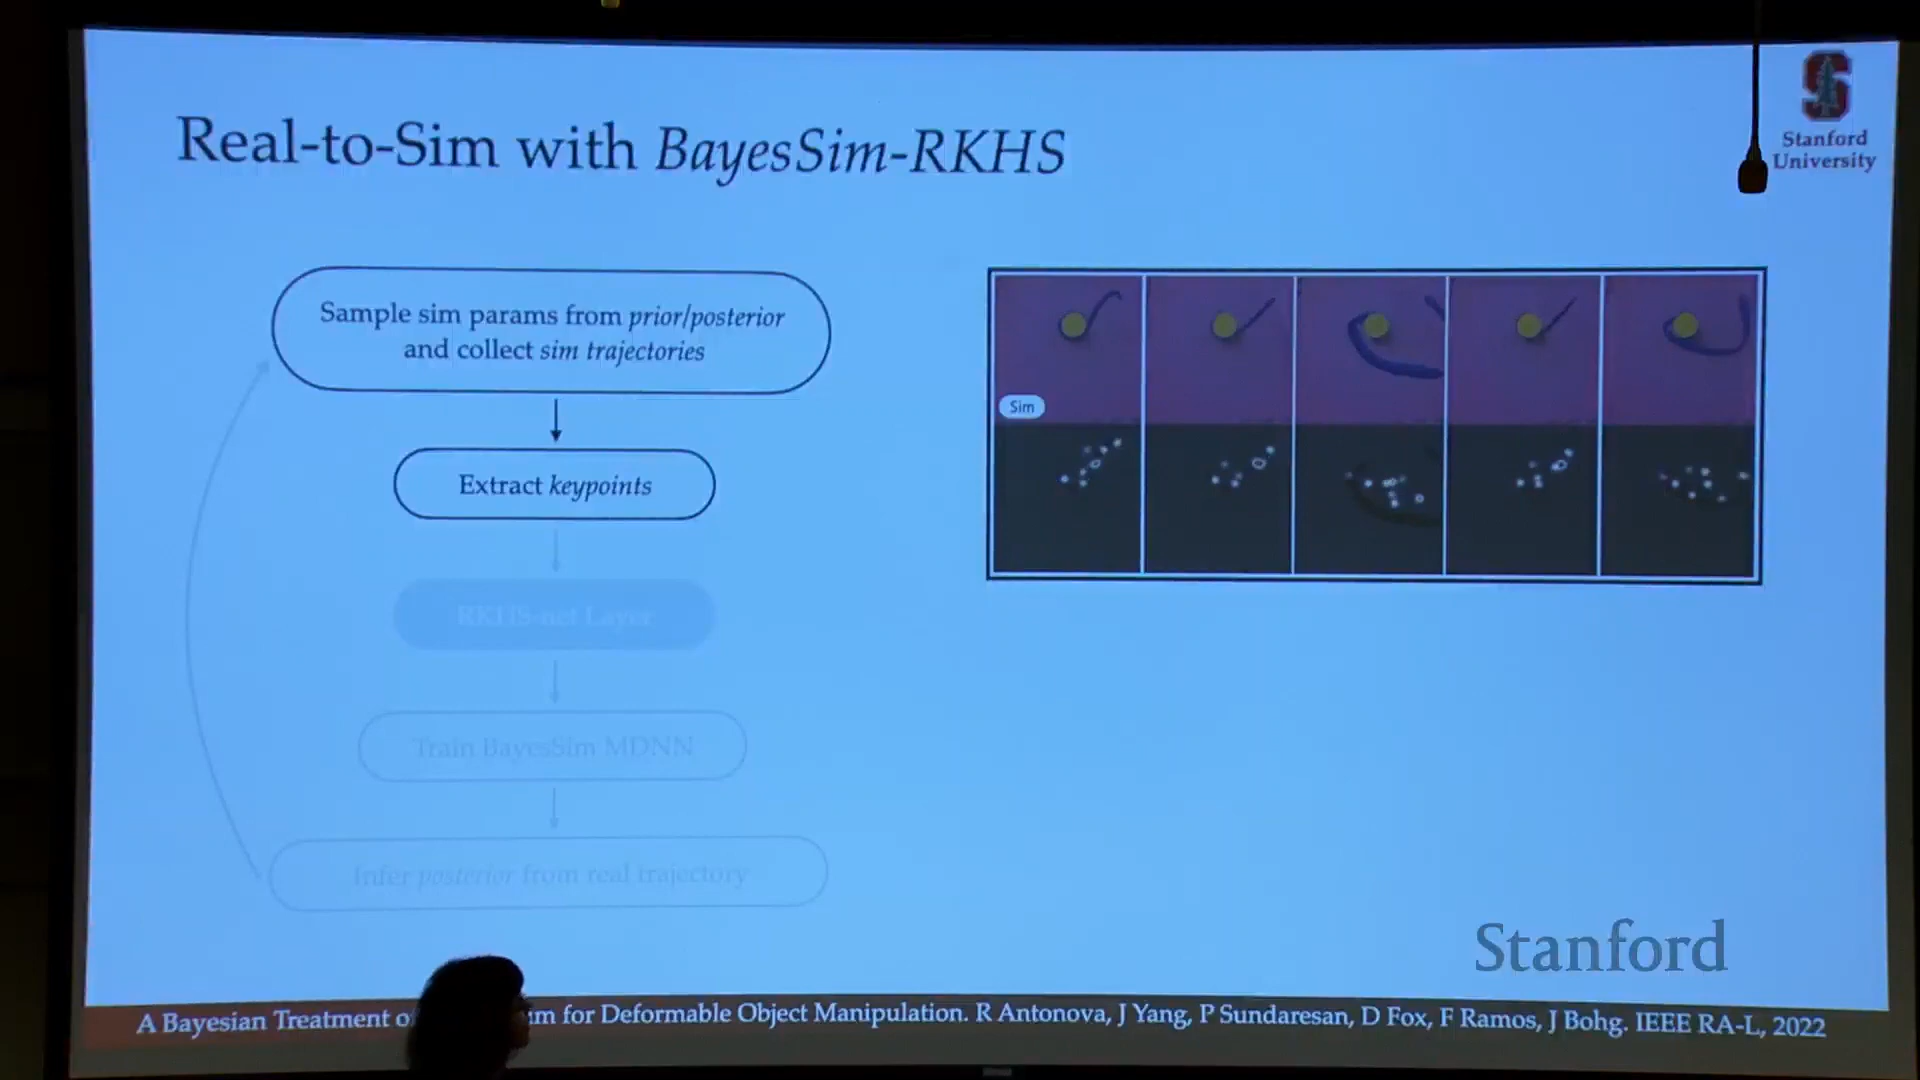 Real-to-Sim with BayesSim-RKHS
Stanford
University
Sample sim params from prior/posterior
and collect sim trajectories
Extract keypoints
RKHS-net Layer
Train BayesSim MDNN
Infer posterior from real trajectory
Sim
Stanford
A Bayesian Treatment o im for Deformable Object Manipulation. R Antonova, J Yang, P Sundaresan, D Fox, F Ramos, J Bohg. IEEE RA-L, 2022